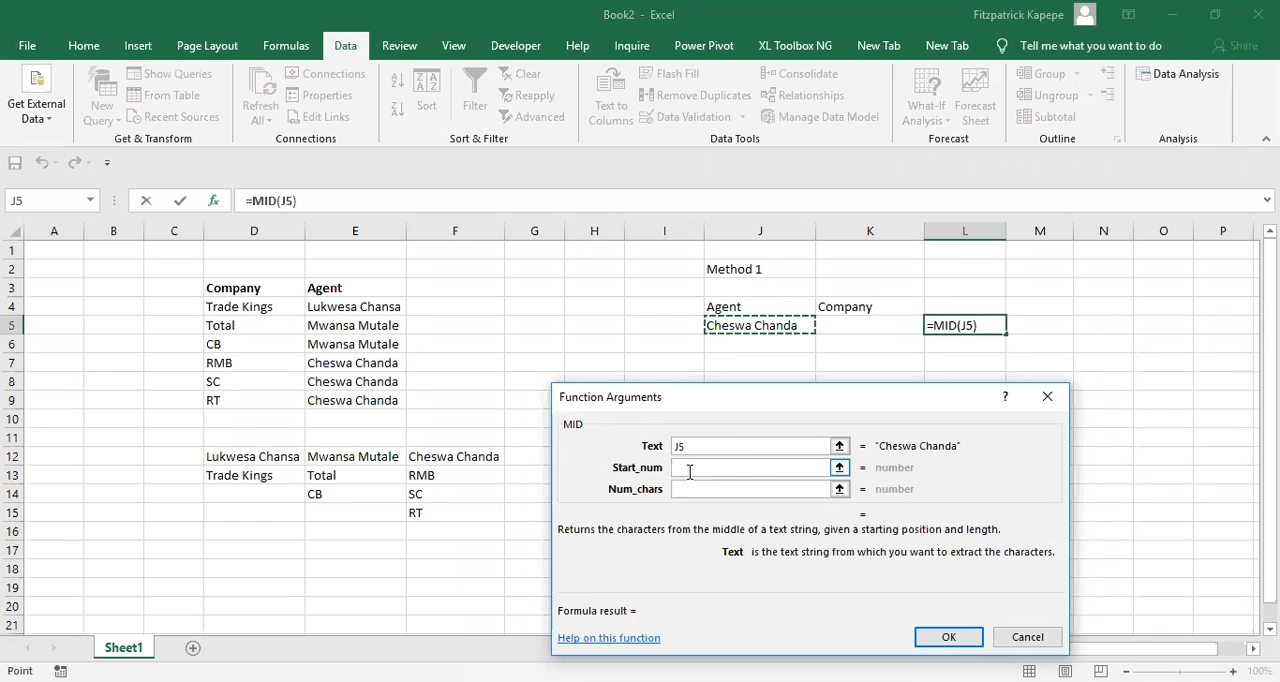 Book2 - Excel
Fitzpatrick Kapepe
File Home Insert Page Layout Formulas Data Review View Developer Help Inquire Power Pivot XL Toolbox NG New Tab New Tab Tell me what you want to do Share
Get External Data
New Query
Show Queries
From Table
Recent Sources
Get & Transform
Refresh All
Connections
Properties
Edit Links
Connections
Sort
Filter
Clear
Reapply
Advanced
Sort & Filter
Text to Columns
Flash Fill
Remove Duplicates
Data Validation
Consolidate
Relationships
Manage Data Model
Data Tools
What-If Analysis
Forecast Sheet
Forecast
Group
Ungroup
Subtotal
Outline
Data Analysis
Analysis
J5 fx =MID(J5)
A B C D E F G H I J K L M N O P
1
2 Method 1
3 Company Agent
4 Trade Kings Lukwesa Chansa Agent Company
5 Total Mwansa Mutale Cheswa Chanda =MID(J5)
6 CB Mwansa Mutale
7 RMB Cheswa Chanda
8 SC Cheswa Chanda
9 RT Cheswa Chanda
10
11
12 Lukwesa Chansa Mwansa Mutale Cheswa Chanda
13 Trade Kings Total RMB
14 CB SC
15 RT
16
17
18
19
20
21
Function Arguments ?
MID
Text J5 = "Cheswa Chanda"
Start_num = number
Num_chars = number
=
Returns the characters from the middle of a text string, given a starting position and length.
Text is the text string from which you want to extract the characters.
Formula result =
Help on this function OK Cancel
Sheet1
Point 100%